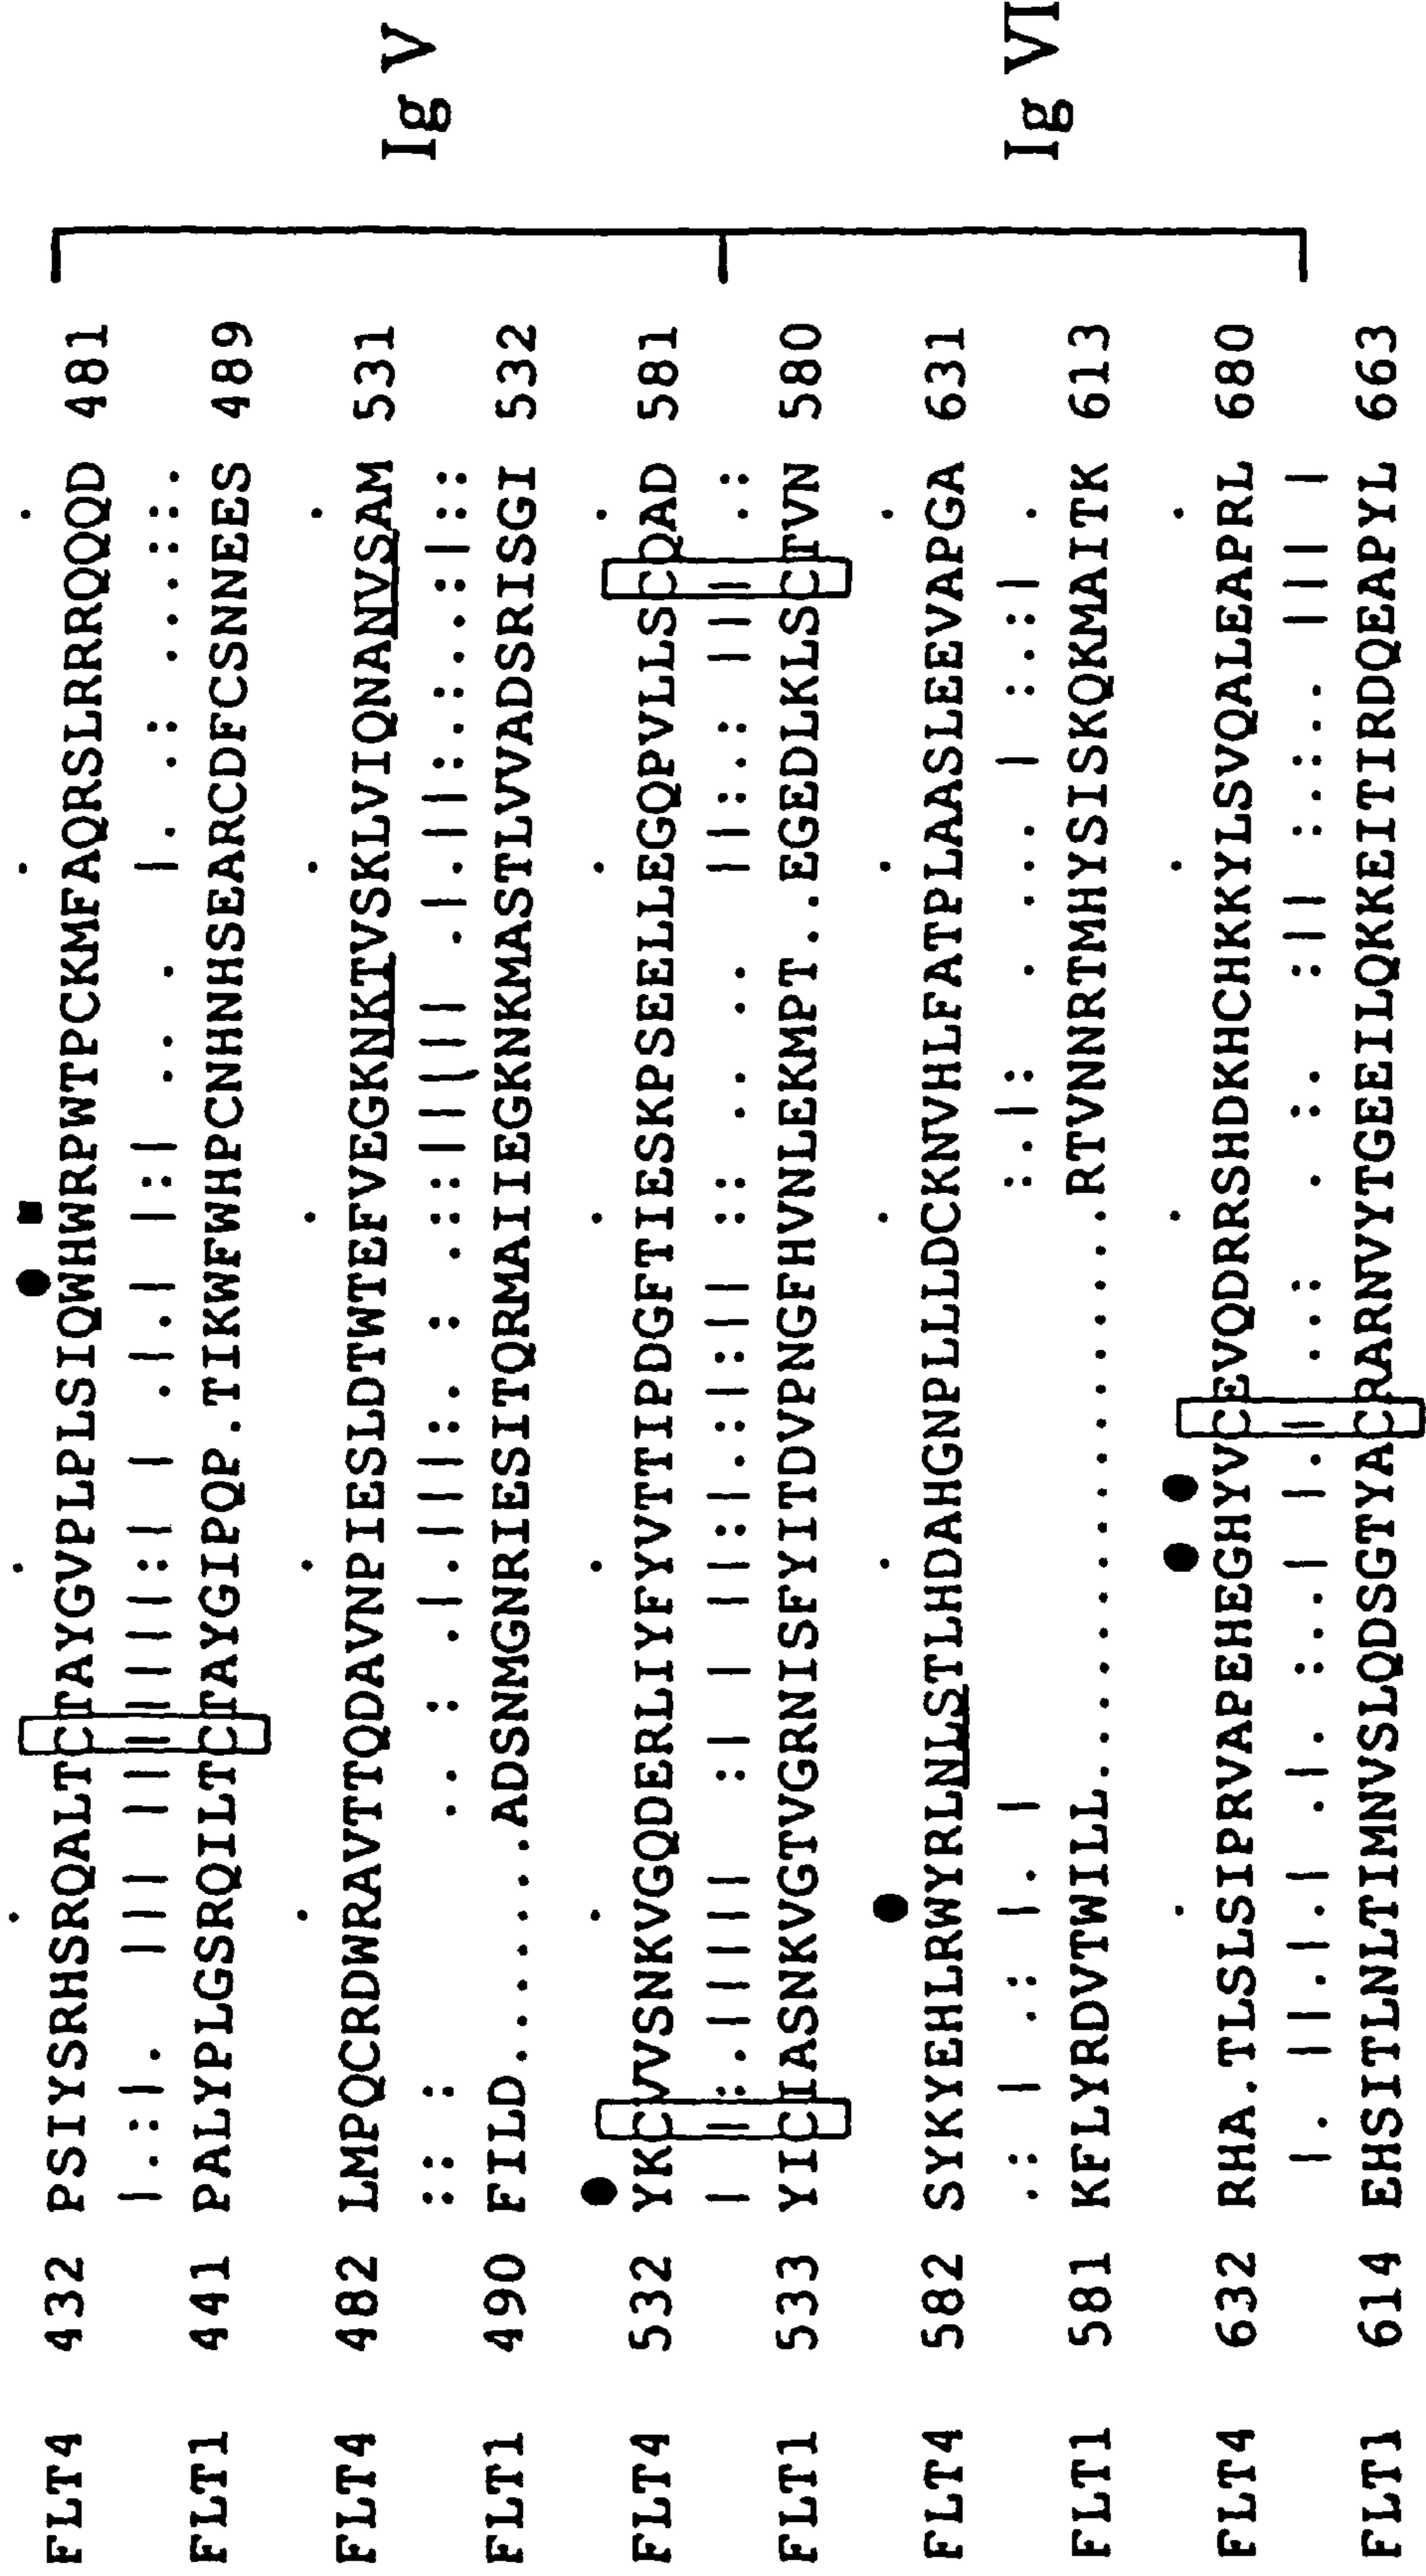 FLT4 432 PSIYSRHSRQALTCTAYGVPLPLSIQWHWRPWTPCKMFAQRSLRRRQQQD 481
FLT1 441 PALYPLGSRQILTCTAYGIPQP.TIKWFWHPCNHNHSEARCDFCSNNEES 489
FLT4 482 LMPQCRDWRAVTTQDAVNPIESLDTWTEFVEGKNKTVSKLVIQNANVSAM 531
Ig V
FLT1 490 FILD.......ADSNMGNRIESITQRMAIIEGKNKMASTLVVADSRISGI 532
FLT4 532 YKCVVSNKVGQDERLIYFYVTTIPDGFTIESKPSEELLEGQPVLLSCQAD 581
FLT1 533 YICIASNKVGTVGRNISFYITDVPNGFHVNLEKMPT..EGEDLKLSCTVN 580
FLT4 582 SYKYEHLRWYRLNLSTLHDAHGNPLLLDCKNVHLFATPLAASLEEVAPGA 631
Ig VI
FLT1 581 KFLYRDVTWILL.................RTVNNRTMHYSISKQKMAITK 613
FLT4 632 RHA.TLSLSIPRVAPEHEGHYVCEVQDRRSHDKHCHKKYLSVQALEAPRL 680
FLT1 614 EHSITLNLTIMNVSLQDSGTYACRARNVYTGEEILQKKEITIRDQEAPYL 663